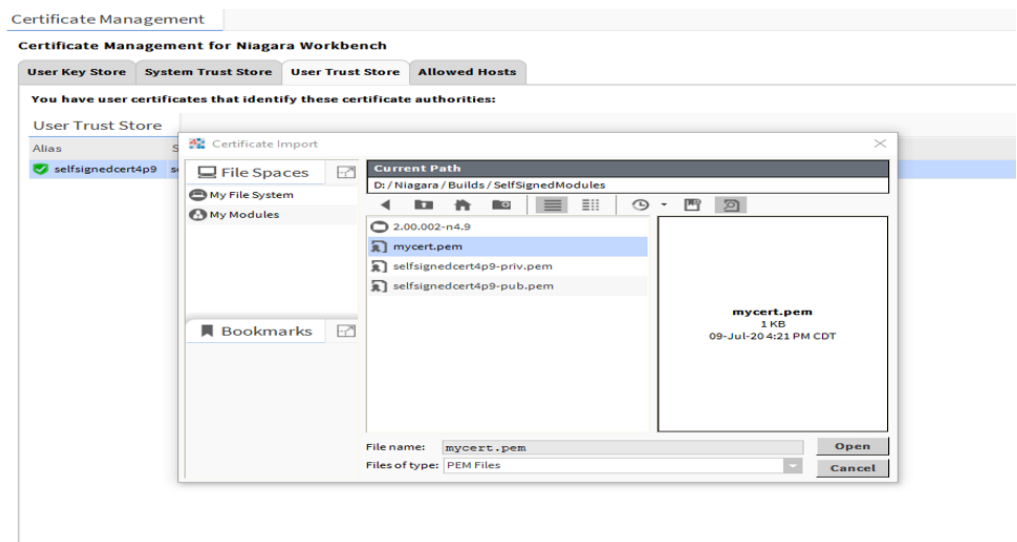 Certificate Management
Certificate Management for Niagara Workbench
User Key Store System Trust Store User Trust Store Allowed Hosts
You have user certificates that identify these certificate authorities:
User Trust Store
Alias S
selfsignedcert4p9 se
Certificate Import
File Spaces
My File System
My Modules
Bookmarks
Current Path
D:/Niagara/Builds/SelfSignedModules
2.00.002-n4.9
mycert.pem
selfsignedcert4p9-priv.pem
selfsignedcert4p9-pub.pem
mycert.pem
1 KB
09-Jul-20 4:21 PM CDT
File name: mycert.pem Open
Files of type: PEM Files Cancel